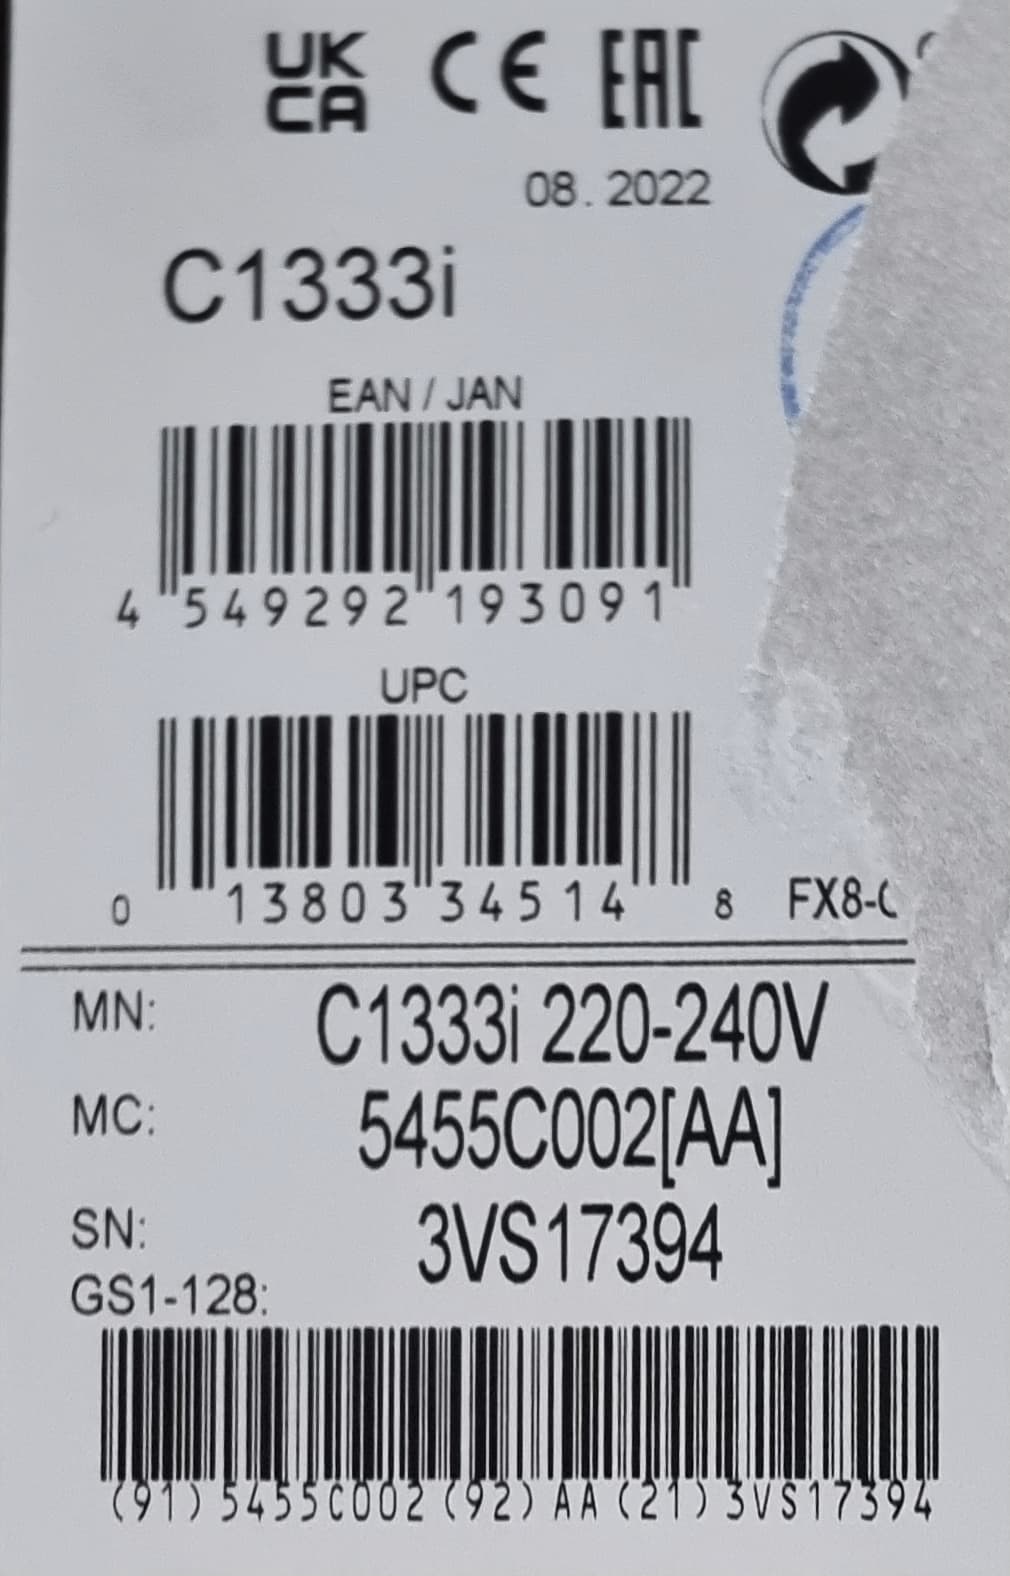 UK
CA
CE
EAC
08. 2022
C1333i
EAN / JAN
4 549292 193091
UPC
0 13803 34514 8
FX8-
MN: C1333i 220-240V
MC: 5455C002[AA]
SN: 3VS17394
GS1-128:
(91)5455C002(92)AA(21)3VS17394